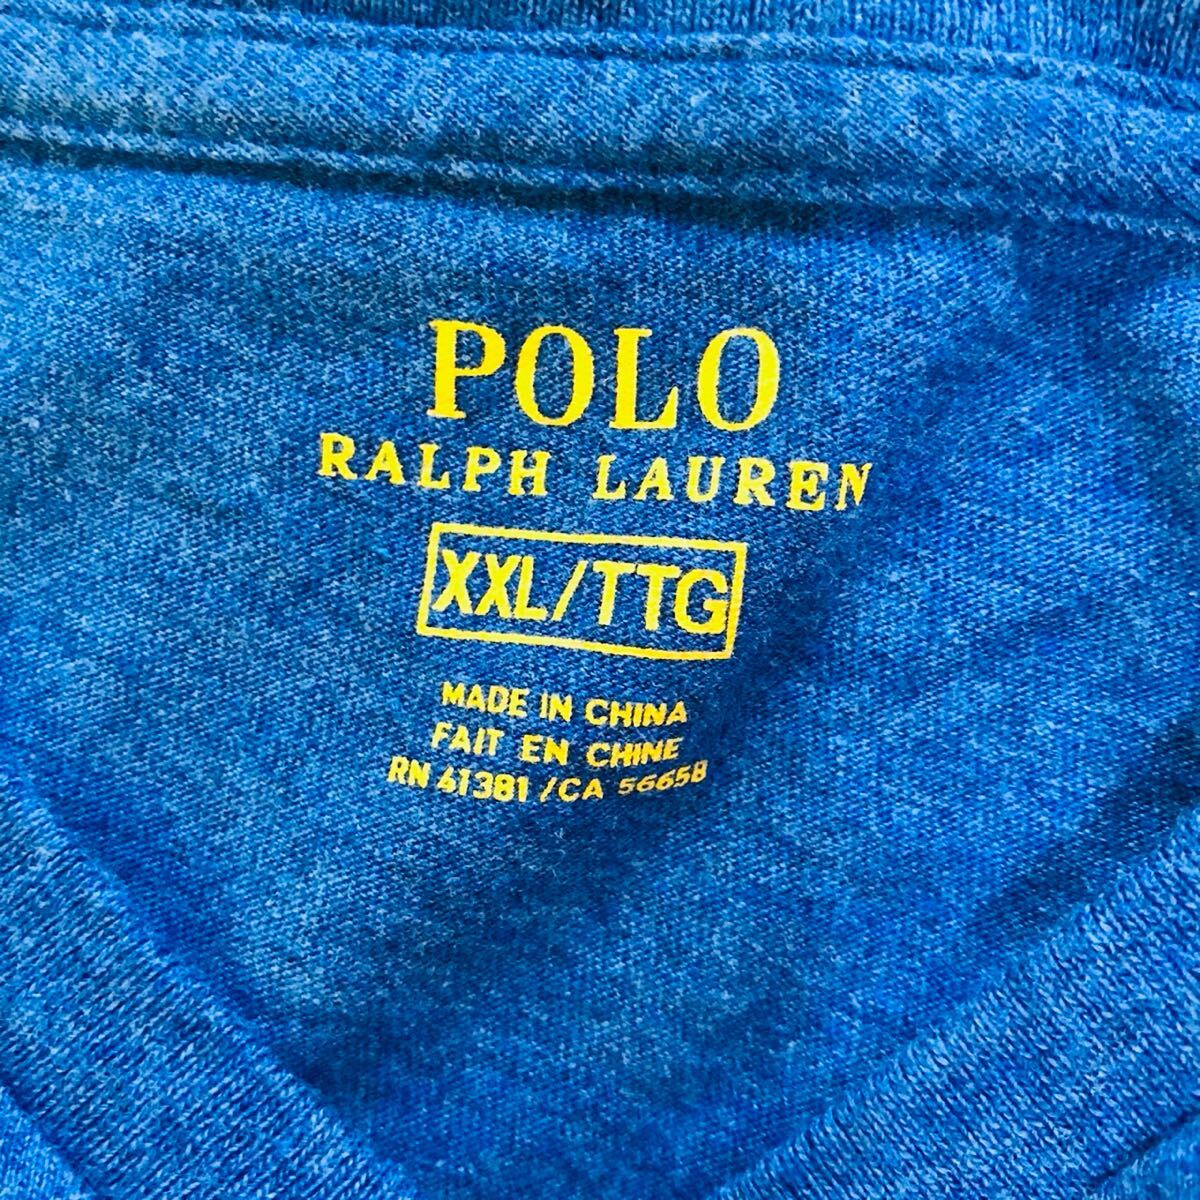 POLO
RALPH LAUREN
XXL/TTG
MADE IN CHINA
FAIT EN CHINE
RN 41381 /CA 56658